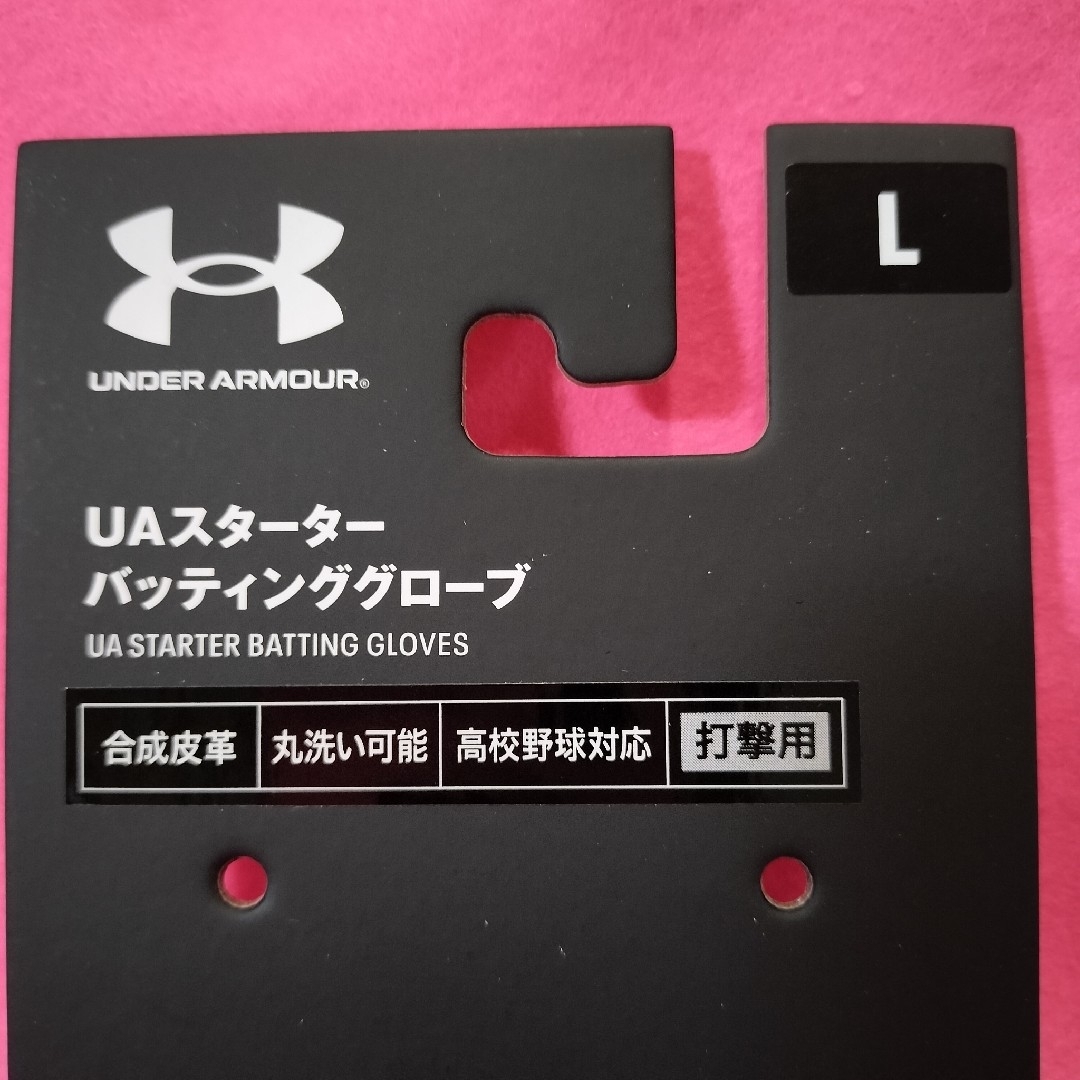 L
UNDER ARMOUR®
UAスターター
バッティンググローブ
UA STARTER BATTING GLOVES
合成皮革 丸洗い可能 高校野球対応 打撃用